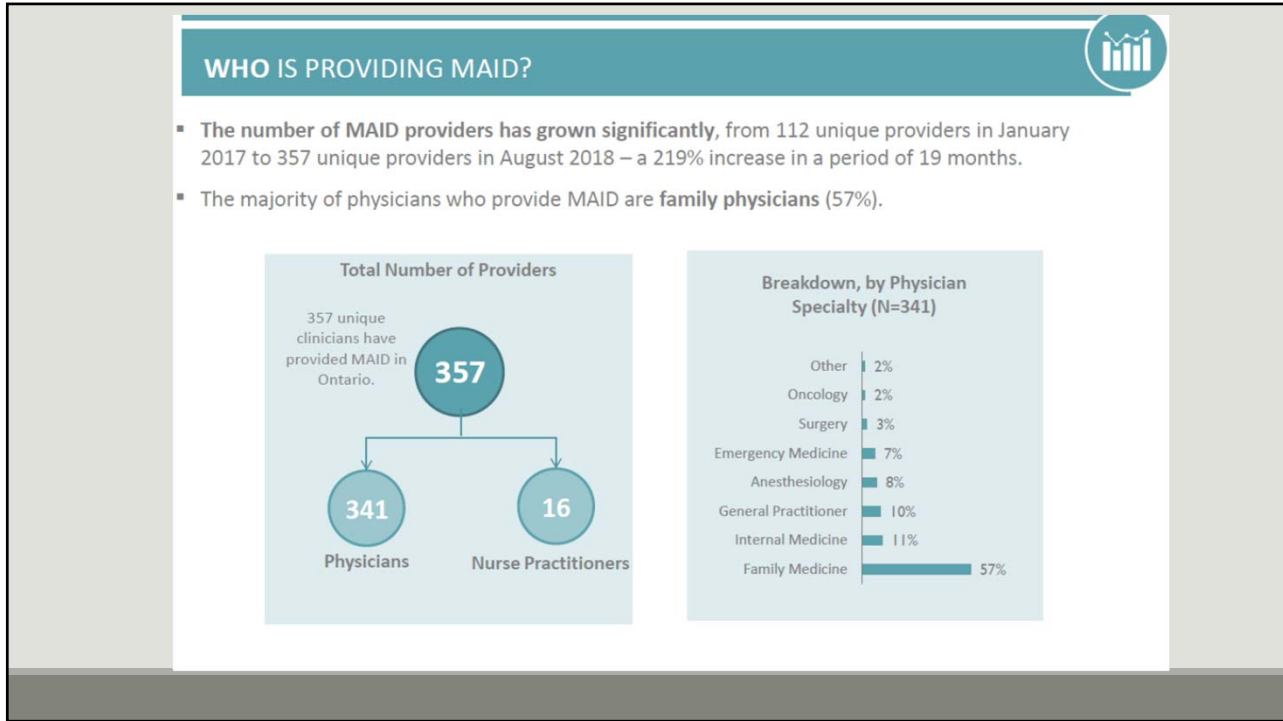 WHO IS PROVIDING MAID?
▪ The number of MAID providers has grown significantly, from 112 unique providers in January
2017 to 357 unique providers in August 2018 – a 219% increase in a period of 19 months.
▪ The majority of physicians who provide MAID are family physicians (57%).
Total Number of Providers
357 unique
clinicians have
provided MAID in
Ontario.
357
341
Physicians
16
Nurse Practitioners
Breakdown, by Physician
Specialty (N=341)
Other 2%
Oncology 2%
Surgery 3%
Emergency Medicine 7%
Anesthesiology 8%
General Practitioner 10%
Internal Medicine 11%
Family Medicine 57%